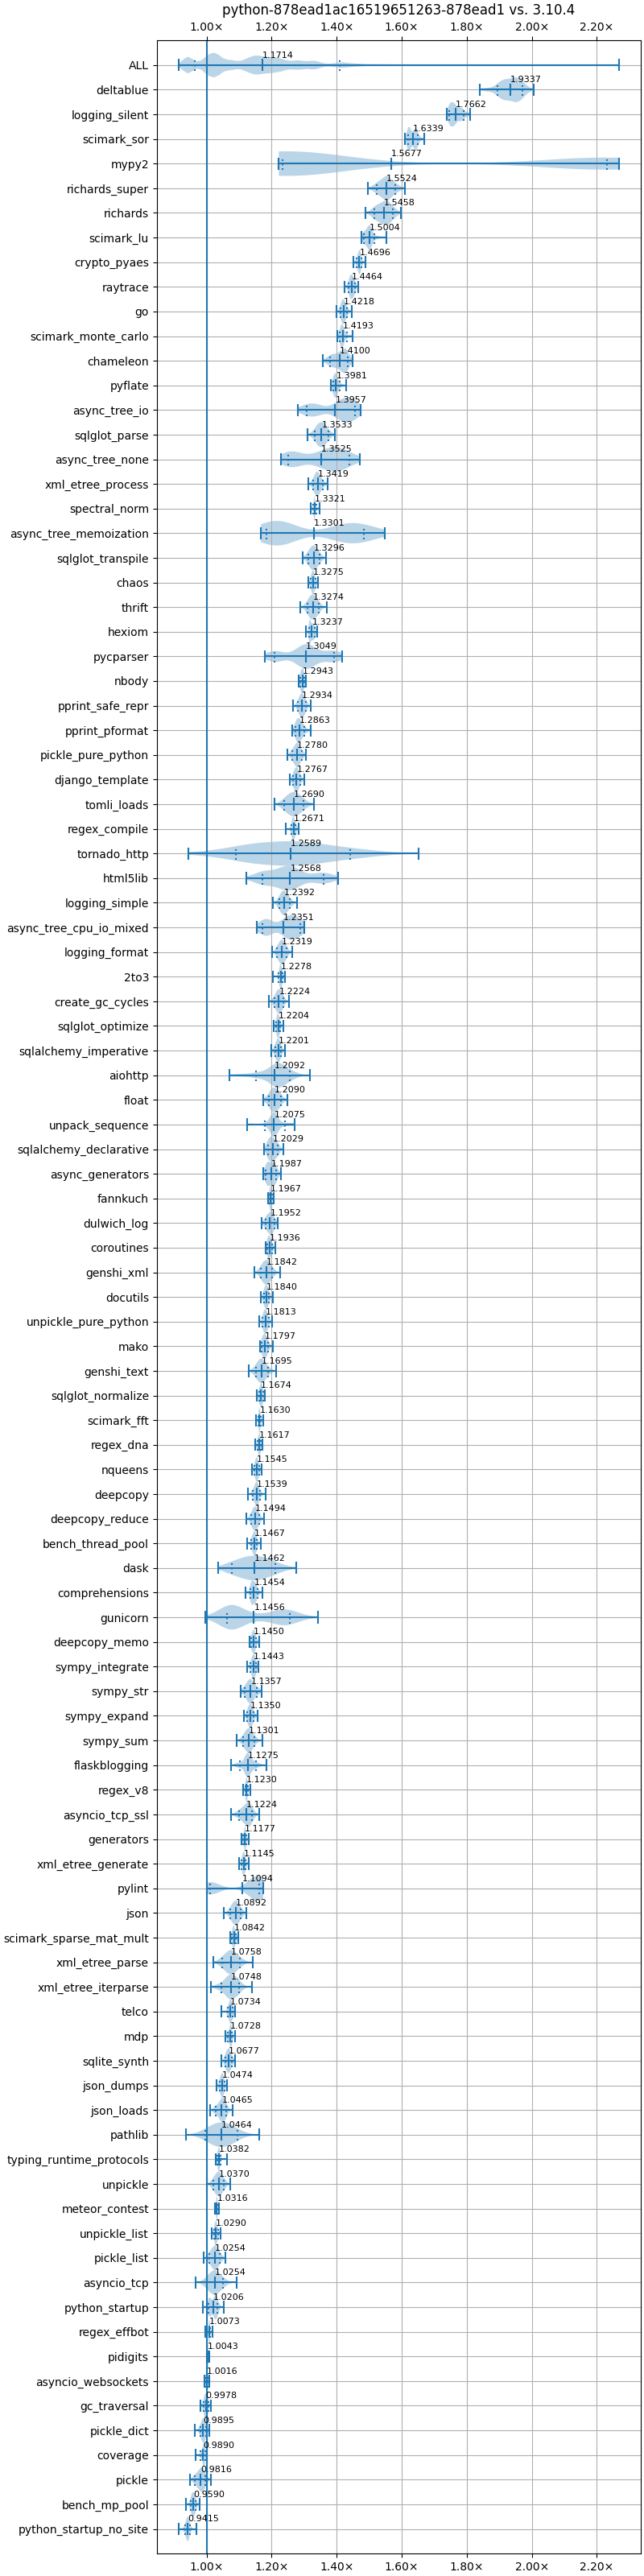 python-878ead1ac16519651263-878ead1 vs. 3.10.4
1.00× 1.20× 1.40× 1.60× 1.80× 2.00× 2.20×
ALL 1.1714
deltablue 1.9337
logging_silent 1.7662
scimark_sor 1.6339
mypy2 1.5677
richards_super 1.5524
richards 1.5458
scimark_lu 1.5004
crypto_pyaes 1.4696
raytrace 1.4464
go 1.4218
scimark_monte_carlo 1.4193
chameleon 1.4100
pyflate 1.3981
async_tree_io 1.3957
sqlglot_parse 1.3533
async_tree_none 1.3525
xml_etree_process 1.3419
spectral_norm 1.3321
async_tree_memoization 1.3301
sqlglot_transpile 1.3296
chaos 1.3275
thrift 1.3274
hexiom 1.3237
pycparser 1.3049
nbody 1.2943
pprint_safe_repr 1.2934
pprint_pformat 1.2863
pickle_pure_python 1.2780
django_template 1.2767
tomli_loads 1.2690
regex_compile 1.2671
tornado_http 1.2589
html5lib 1.2568
logging_simple 1.2392
async_tree_cpu_io_mixed 1.2351
logging_format 1.2319
2to3 1.2278
create_gc_cycles 1.2224
sqlglot_optimize 1.2204
sqlalchemy_imperative 1.2201
aiohttp 1.2092
float 1.2090
unpack_sequence 1.2075
sqlalchemy_declarative 1.2029
async_generators 1.1987
fannkuch 1.1967
dulwich_log 1.1952
coroutines 1.1936
genshi_xml 1.1842
docutils 1.1840
unpickle_pure_python 1.1813
mako 1.1797
genshi_text 1.1695
sqlglot_normalize 1.1674
scimark_fft 1.1630
regex_dna 1.1617
nqueens 1.1545
deepcopy 1.1539
deepcopy_reduce 1.1494
bench_thread_pool 1.1467
dask 1.1462
comprehensions 1.1454
gunicorn 1.1456
deepcopy_memo 1.1450
sympy_integrate 1.1443
sympy_str 1.1357
sympy_expand 1.1350
sympy_sum 1.1301
flaskblogging 1.1275
regex_v8 1.1230
asyncio_tcp_ssl 1.1224
generators 1.1177
xml_etree_generate 1.1145
pylint 1.1094
json 1.0892
scimark_sparse_mat_mult 1.0842
xml_etree_parse 1.0758
xml_etree_iterparse 1.0748
telco 1.0734
mdp 1.0728
sqlite_synth 1.0677
json_dumps 1.0474
json_loads 1.0465
pathlib 1.0464
typing_runtime_protocols 1.0382
unpickle 1.0370
meteor_contest 1.0316
unpickle_list 1.0290
pickle_list 1.0254
asyncio_tcp 1.0254
python_startup 1.0206
regex_effbot 1.0073
pidigits 1.0043
asyncio_websockets 1.0016
gc_traversal 0.9978
pickle_dict 0.9895
coverage 0.9890
pickle 0.9816
bench_mp_pool 0.9590
python_startup_no_site 0.9415
1.00× 1.20× 1.40× 1.60× 1.80× 2.00× 2.20×